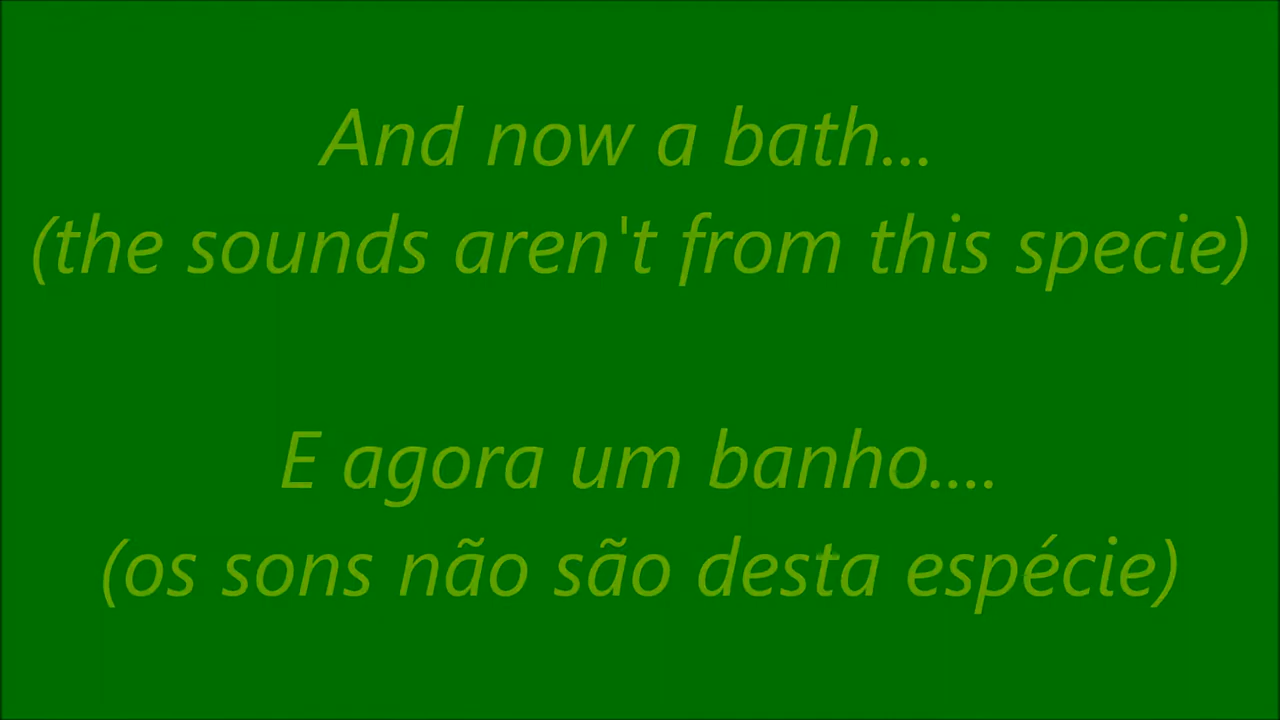 And now a bath...
(the sounds aren't from this specie)
E agora um banho....
(os sons não são desta espécie)